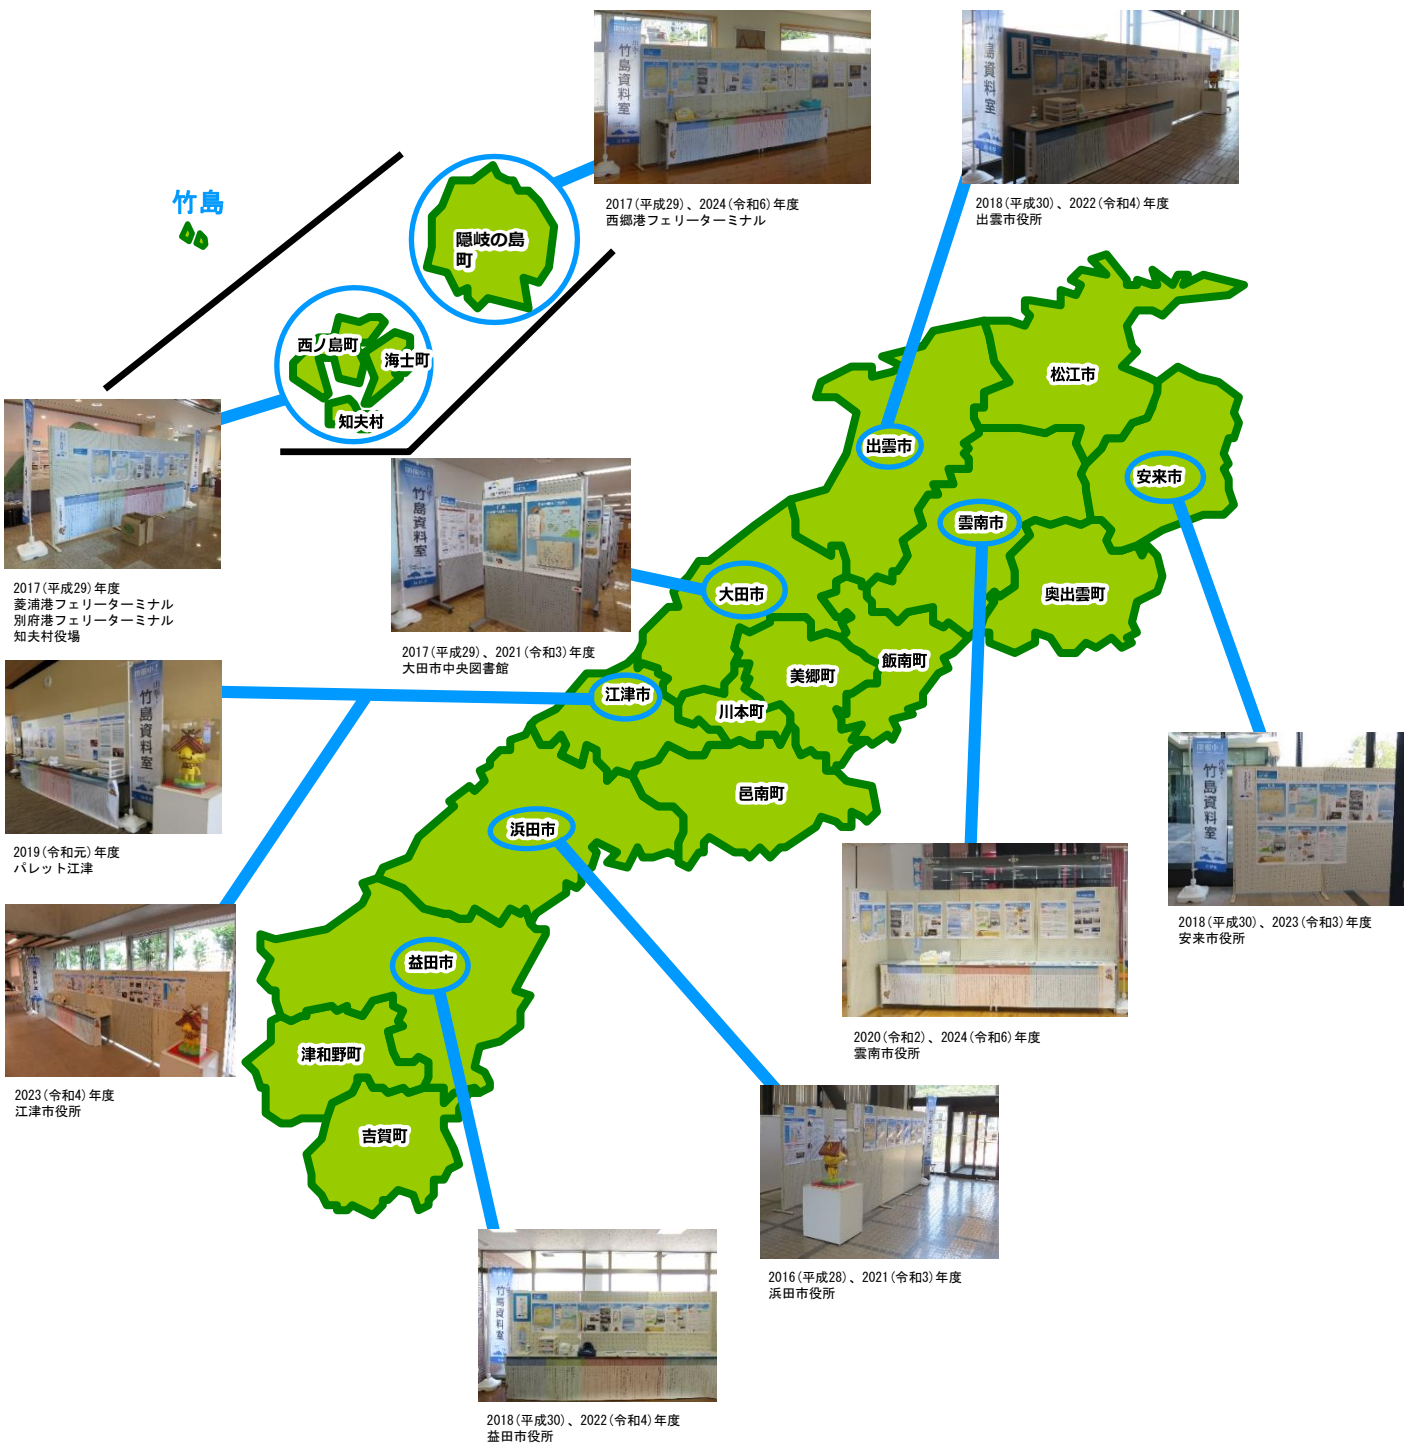 竹島
隠岐の島
町
西ノ島町
海士町
知夫村
竹島資料室
2017(平成29)、2024(令和6)年度
西郷港フェリーターミナル
竹島資料室
2018(平成30)、2022(令和4)年度
出雲市役所
松江市
出雲市
安来市
雲南市
奥出雲町
大田市
飯南町
美郷町
川本町
江津市
邑南町
浜田市
益田市
津和野町
吉賀町
2017(平成29)年度
菱浦港フェリーターミナル
別府港フェリーターミナル
知夫村役場
竹島資料室
2017(平成29)、2021(令和3)年度
大田市中央図書館
竹島資料室
2019(令和元)年度
パレット江津
2023(令和4)年度
江津市役所
竹島資料室
2018(平成30)、2023(令和3)年度
安来市役所
2020(令和2)、2024(令和6)年度
雲南市役所
2016(平成28)、2021(令和3)年度
浜田市役所
竹島資料室
2018(平成30)、2022(令和4)年度
益田市役所